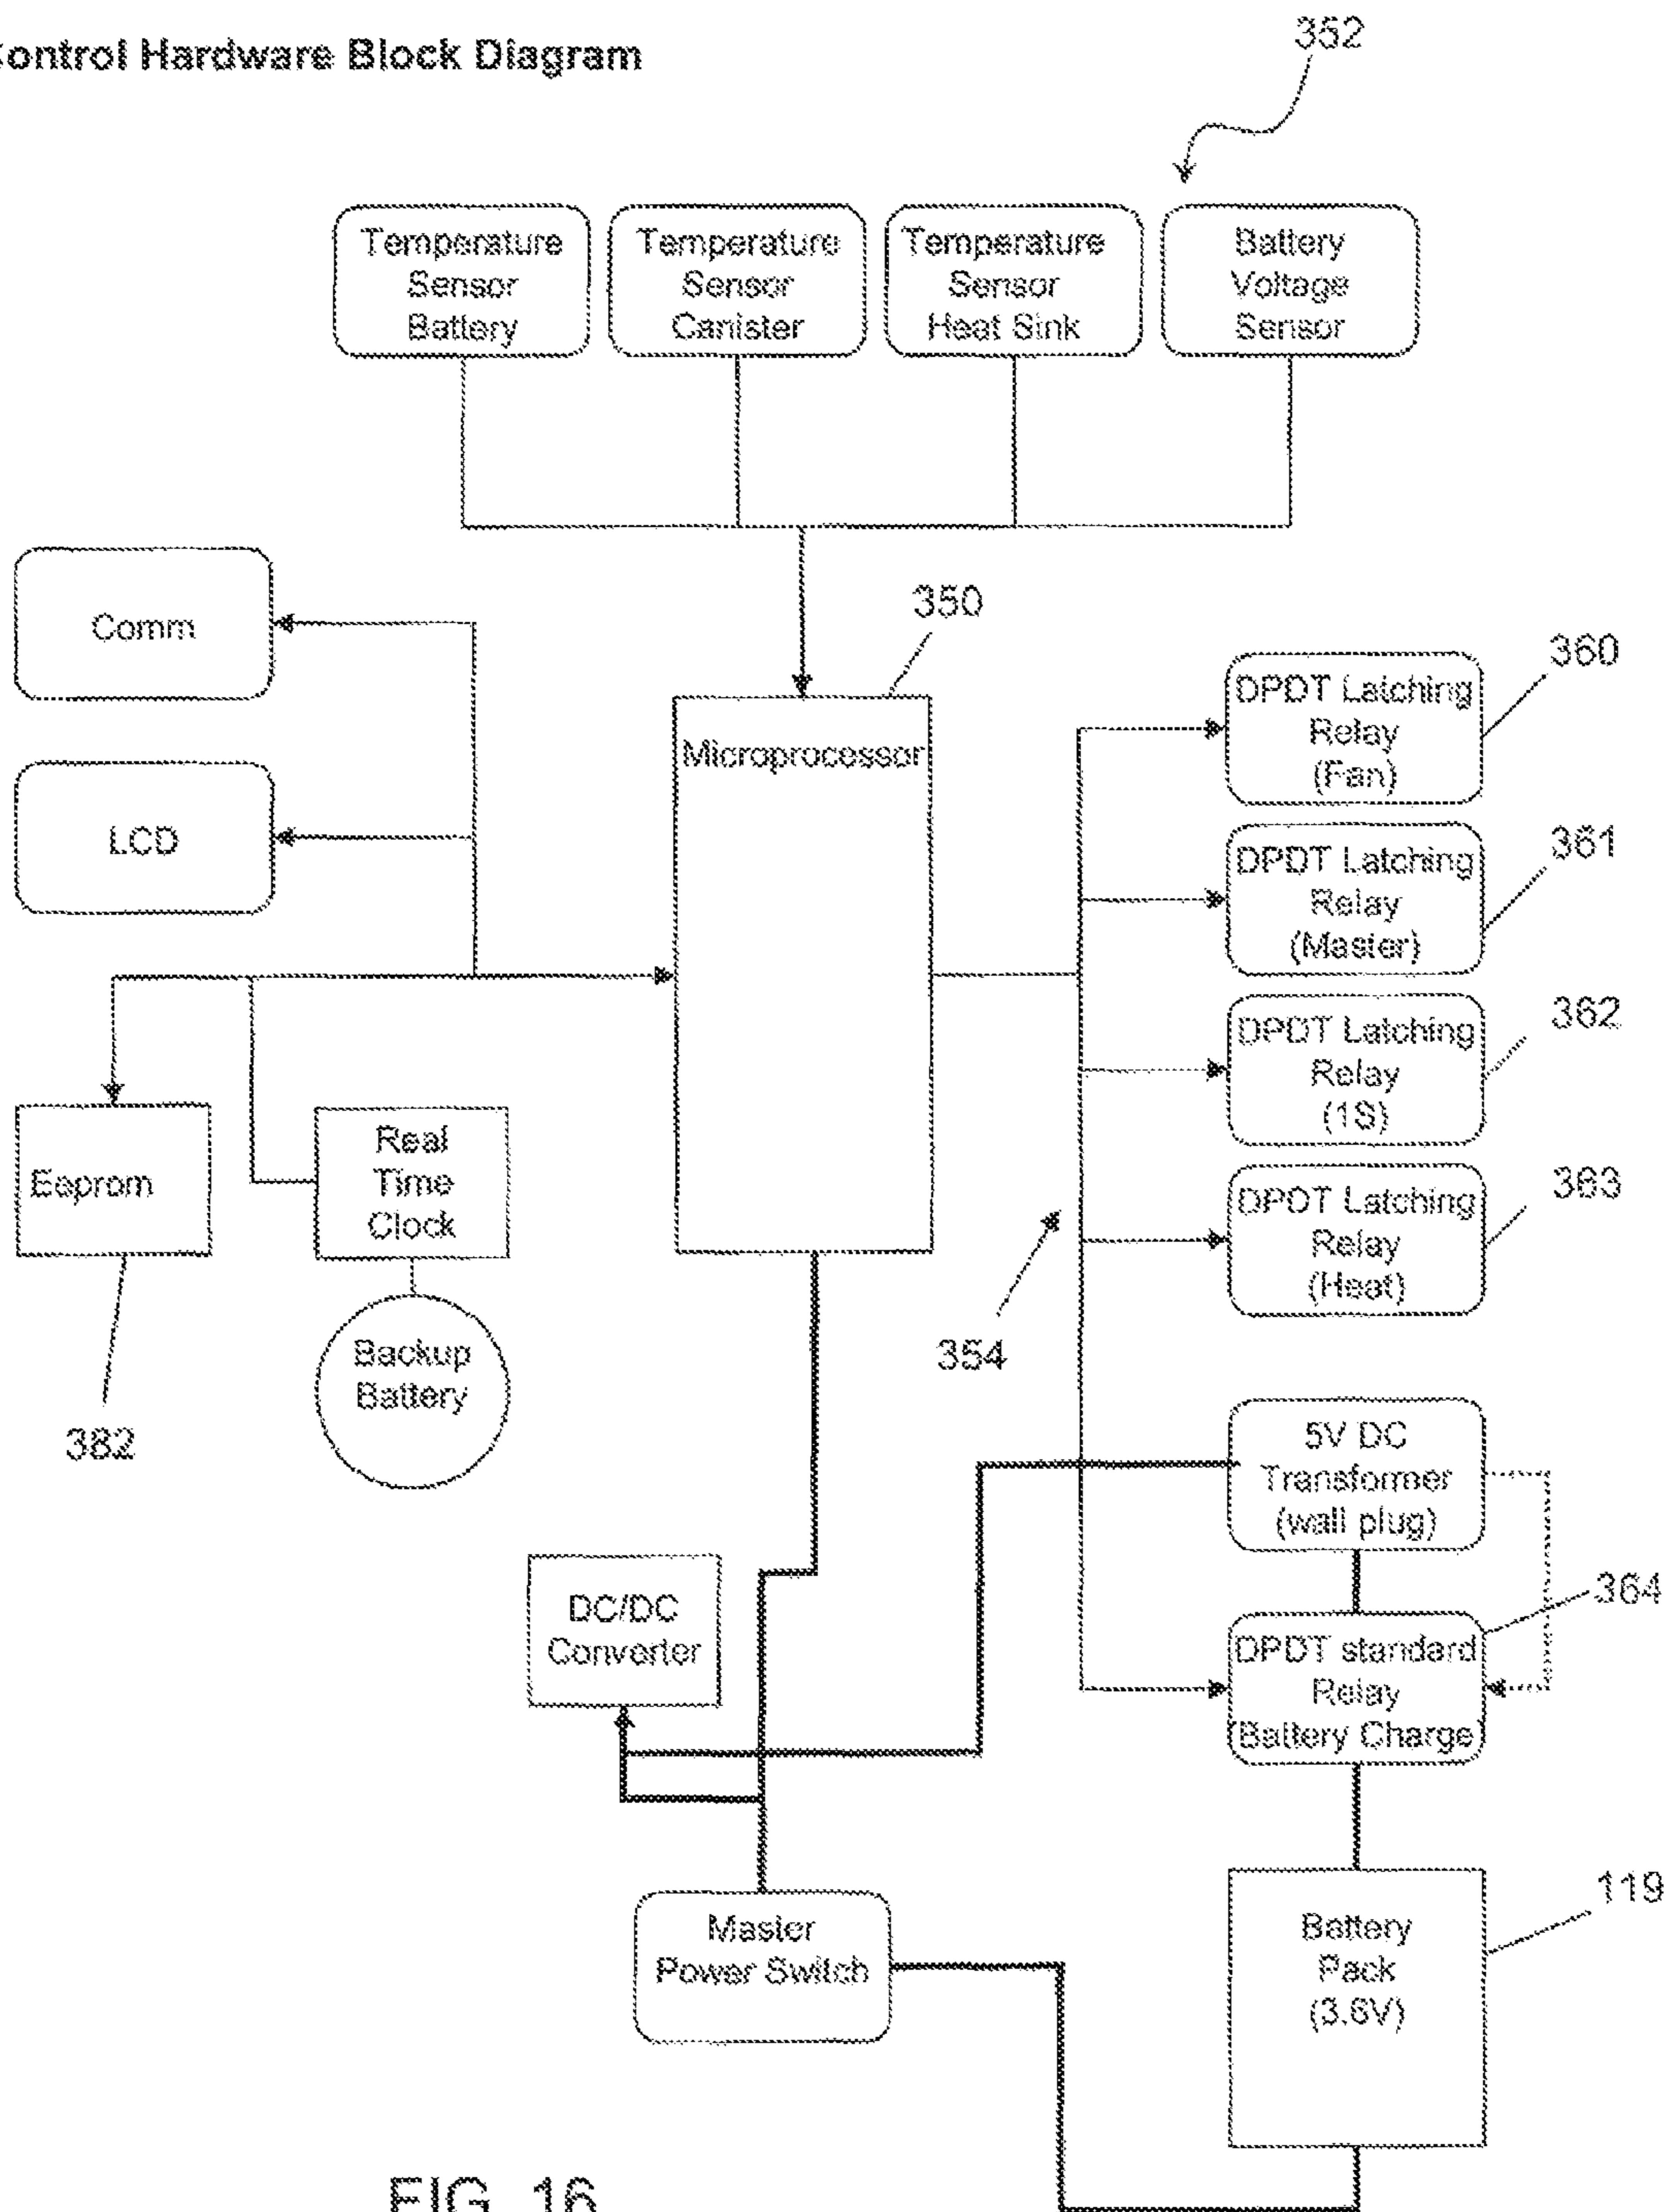 ontrol Hardware Block Diagram
352
Temperature
Sensor
Battery
Temperature
Sensor
Canister
Temperature
Sensor
Heat Sink
Battery
Voltage
Sensor
Comm
LCD
350
Microprocessor
360
DPDT Latching
Relay
(Fan)
361
DPDT Latching
Relay
(Master)
362
DPDT Latching
Relay
(1S)
363
DPDT Latching
Relay
(Heat)
354
Eeprom
382
Real
Time
Clock
Backup
Battery
5V DC
Transformer
(wall plug)
364
DPDT standard
Relay
(Battery Charge)
DC/DC
Converter
Master
Power Switch
119
Battery
Pack
(3.6V)
FIG. 16